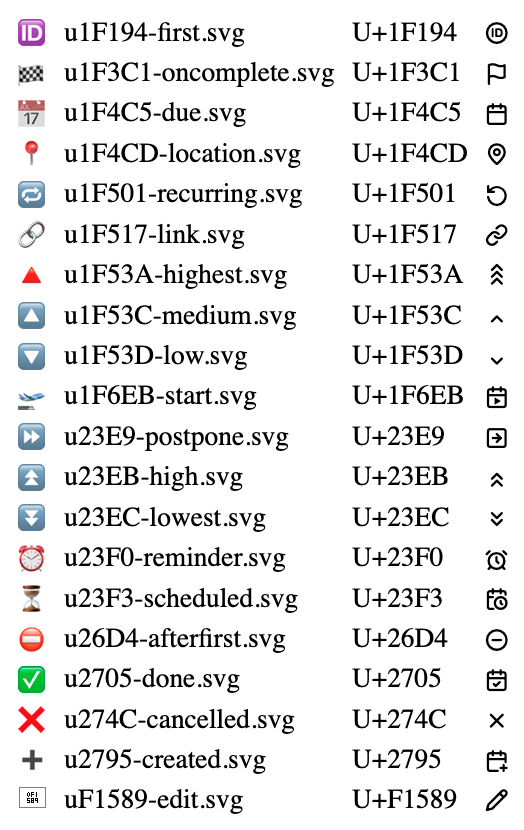 🆔 u1F194-first.svg U+1F194
🏁 u1F3C1-oncomplete.svg U+1F3C1
📅 u1F4C5-due.svg U+1F4C5
📍 u1F4CD-location.svg U+1F4CD
🔁 u1F501-recurring.svg U+1F501
🔗 u1F517-link.svg U+1F517
🔺 u1F53A-highest.svg U+1F53A
🔼 u1F53C-medium.svg U+1F53C
🔽 u1F53D-low.svg U+1F53D
🛫 u1F6EB-start.svg U+1F6EB
⏩ u23E9-postpone.svg U+23E9
⏫ u23EB-high.svg U+23EB
⏬ u23EC-lowest.svg U+23EC
⏰ u23F0-reminder.svg U+23F0
⏳ u23F3-scheduled.svg U+23F3
⛔ u26D4-afterfirst.svg U+26D4
✅ u2705-done.svg U+2705
❌ u274C-cancelled.svg U+274C
➕ u2795-created.svg U+2795
uF1589-edit.svg U+F1589